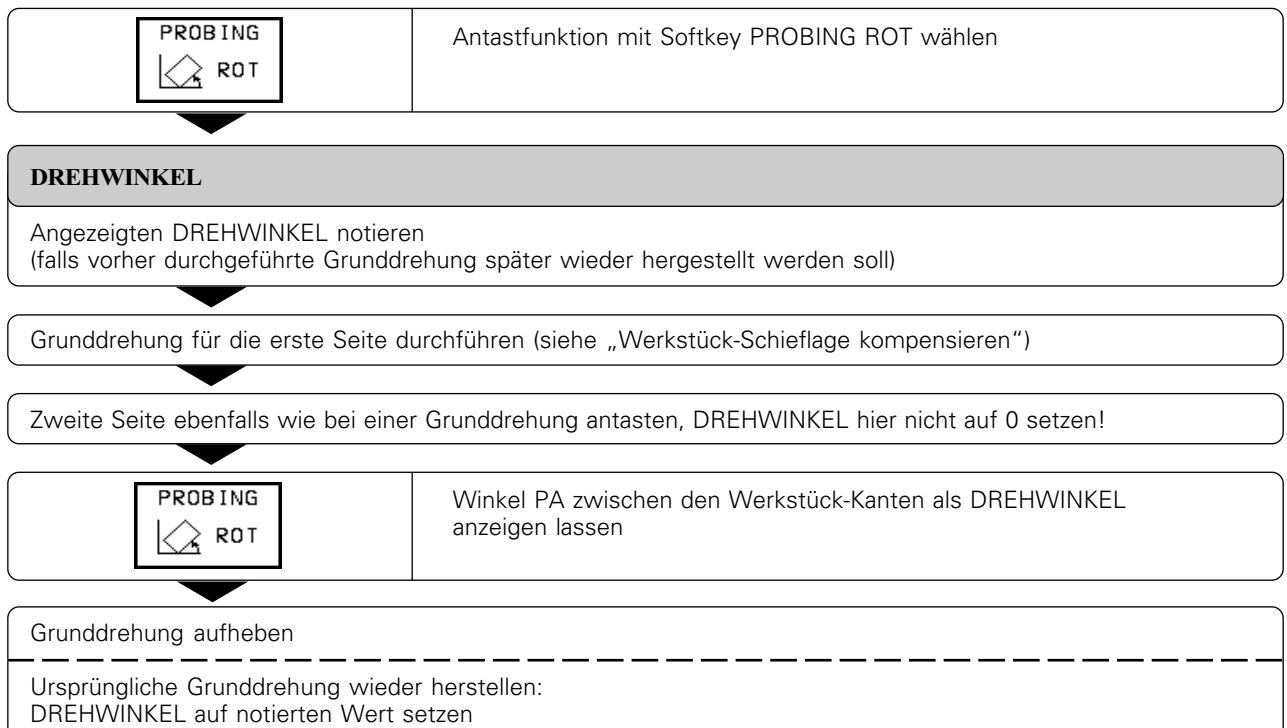 PROBING
ROT
Antastfunktion mit Softkey PROBING ROT wählen
DREHWINKEL
Angezeigten DREHWINKEL notieren
(falls vorher durchgeführte Grunddrehung später wieder hergestellt werden soll)
Grunddrehung für die erste Seite durchführen (siehe „Werkstück-Schieflage kompensieren“)
Zweite Seite ebenfalls wie bei einer Grunddrehung antasten, DREHWINKEL hier nicht auf 0 setzen!
PROBING
ROT
Winkel PA zwischen den Werkstück-Kanten als DREHWINKEL
anzeigen lassen
Grunddrehung aufheben
Ursprüngliche Grunddrehung wieder herstellen:
DREHWINKEL auf notierten Wert setzen